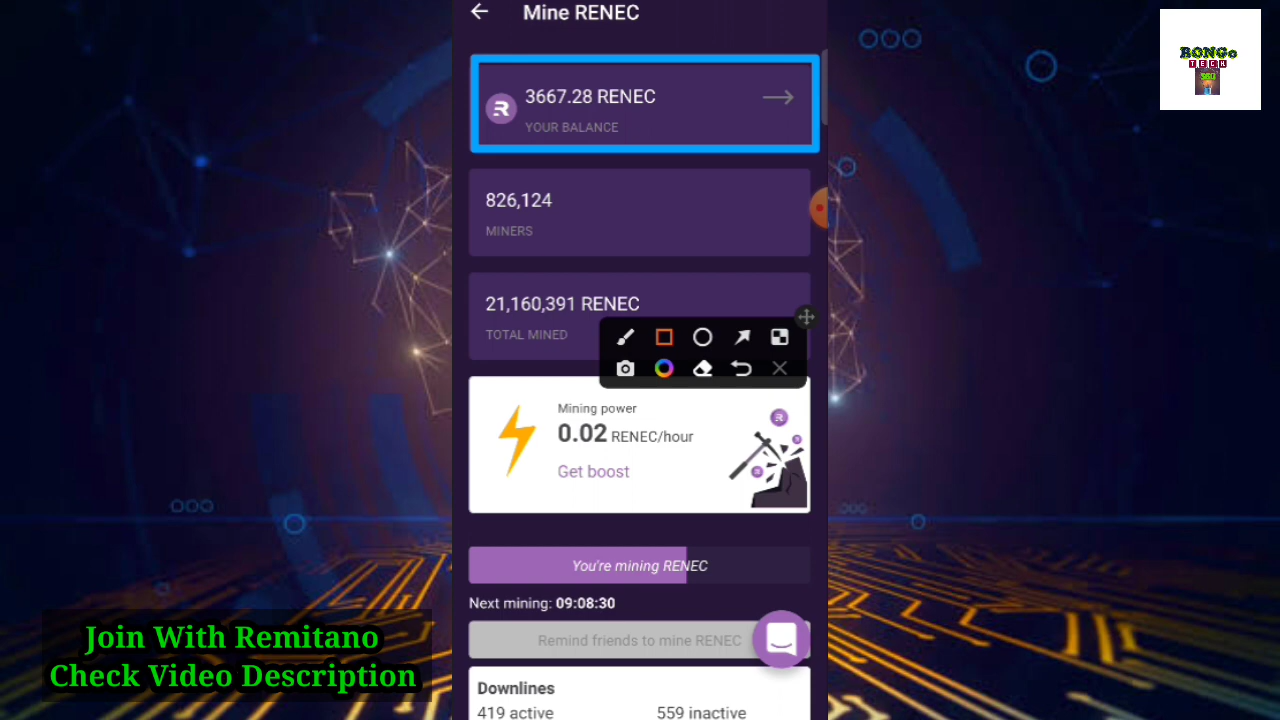 Mine RENEC
BONGO
TECH
360
3667.28 RENEC
YOUR BALANCE
826,124
MINERS
21,160,391 RENEC
TOTAL MINED
Mining power
0.02 RENEC/hour
Get boost
You're mining RENEC
Next mining: 09:08:30
Remind friends to mine RENEC
Downlines
419 active 559 inactive
Join With Remitano
Check Video Description